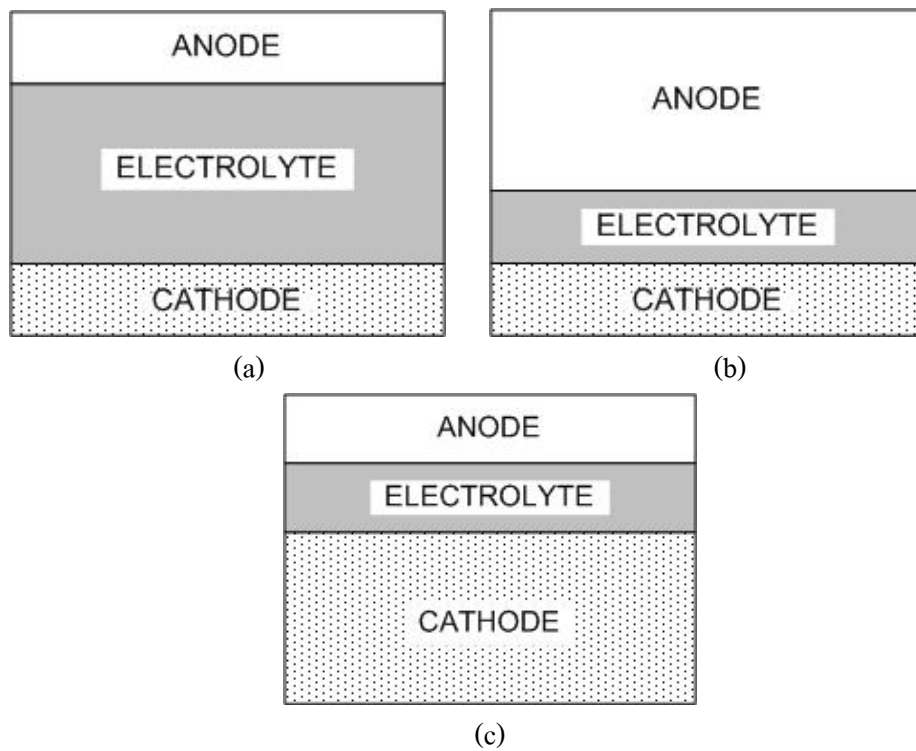 ANODE
ELECTROLYTE
CATHODE
(a)
ANODE
ELECTROLYTE
CATHODE
(b)
ANODE
ELECTROLYTE
CATHODE
(c)